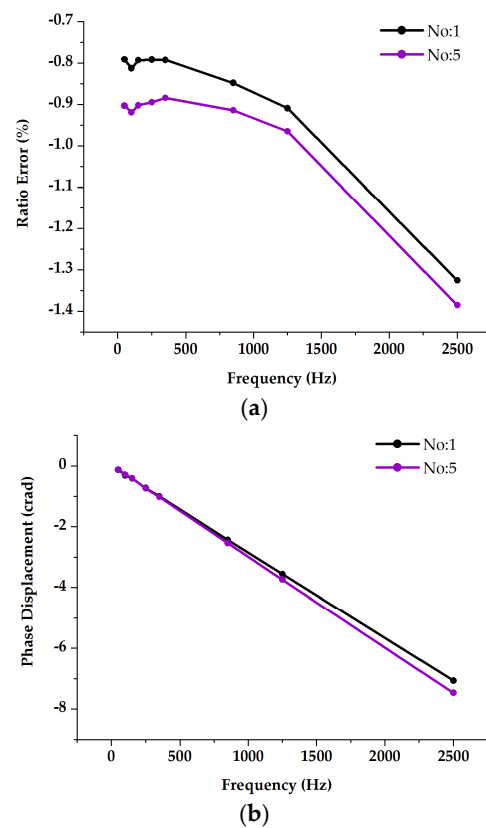 No:1
No:5
-0.7
-0.8
-0.9
-1.0
-1.1
-1.2
-1.3
-1.4
Ratio Error (%)
0 500 1000 1500 2000 2500
Frequency (Hz)
(a)
No:1
No:5
0
-2
-4
-6
-8
Phase Displacement (crad)
0 500 1000 1500 2000 2500
Frequency (Hz)
(b)